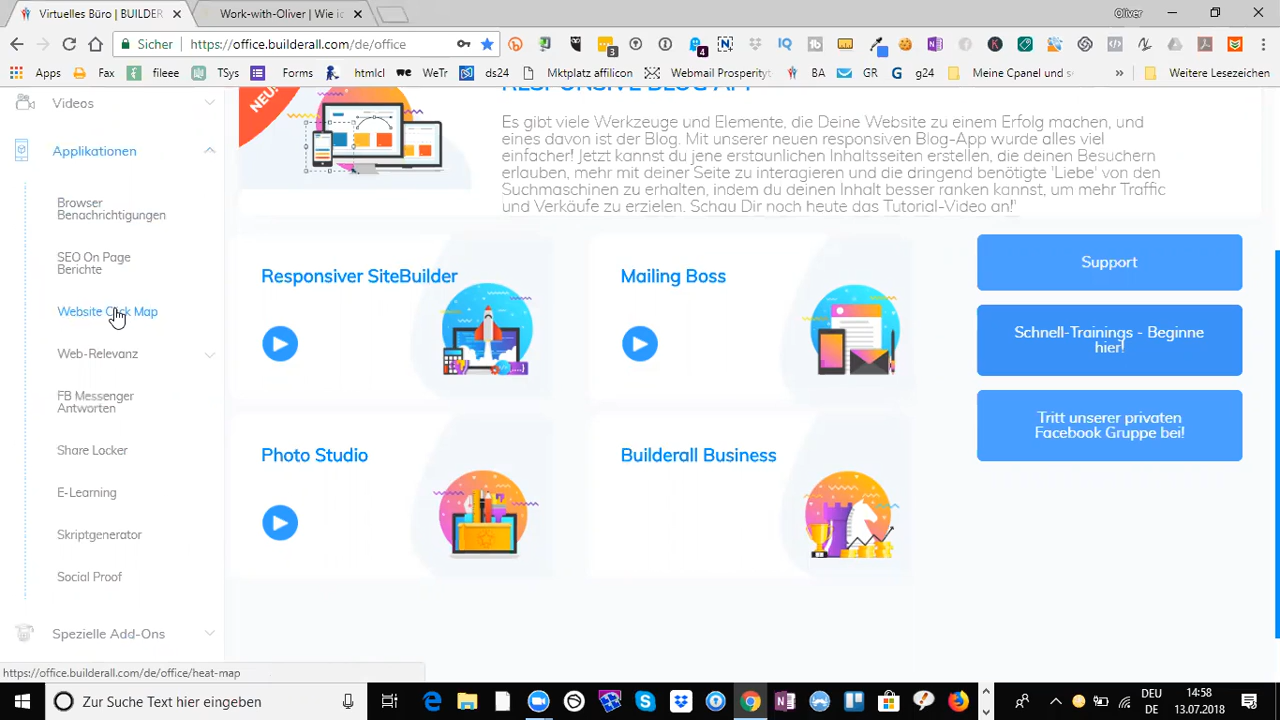 Virtuelles Büro | BUILDER
Work-with-Oliver | Wie ic
Oliver
Sicher
https://office.builderall.com/de/office
Apps
Fax
fileee
TSys
Forms
htmlcl
WeTr
ds24
Mktplatz affilicon
Webmail Prosperity
BA
GR
g24
Meine Cpanel und sc
»
Weitere Lesezeichen
Videos
Applikationen
Browser
Benachrichtigungen
SEO On Page
Berichte
Website Click Map
Web-Relevanz
FB Messenger
Antworten
Share Locker
E-Learning
Skriptgenerator
Social Proof
Spezielle Add-Ons
NEU!
RESPONSIVE BLOG APP
Es gibt viele Werkzeuge und Elemente, die Deine Website zu einem Erfolg machen, und
eines davon ist der Blog. Mit unserer neuen responsiven Blog-App wurde alles viel
einfacher! Jetzt kannst du jene erstaunlichen Inhaltsseiten erstellen, die deinen Besuchern
erlauben, mehr mit deiner Seite zu interagieren und die dringend benötigte 'Liebe' von den
Suchmaschinen zu erhalten, indem du deinen Inhalt besser ranken kannst, um mehr Traffic
und Verkäufe zu erzielen. Schau Dir noch heute das Tutorial-Video an!"
Responsiver SiteBuilder
Mailing Boss
Photo Studio
Builderall Business
Support
Schnell-Trainings - Beginne
hier!
Tritt unserer privaten
Facebook Gruppe bei!
https://office.builderall.com/de/office/heat-map
Zur Suche Text hier eingeben
DEU
DE
14:58
13.07.2018